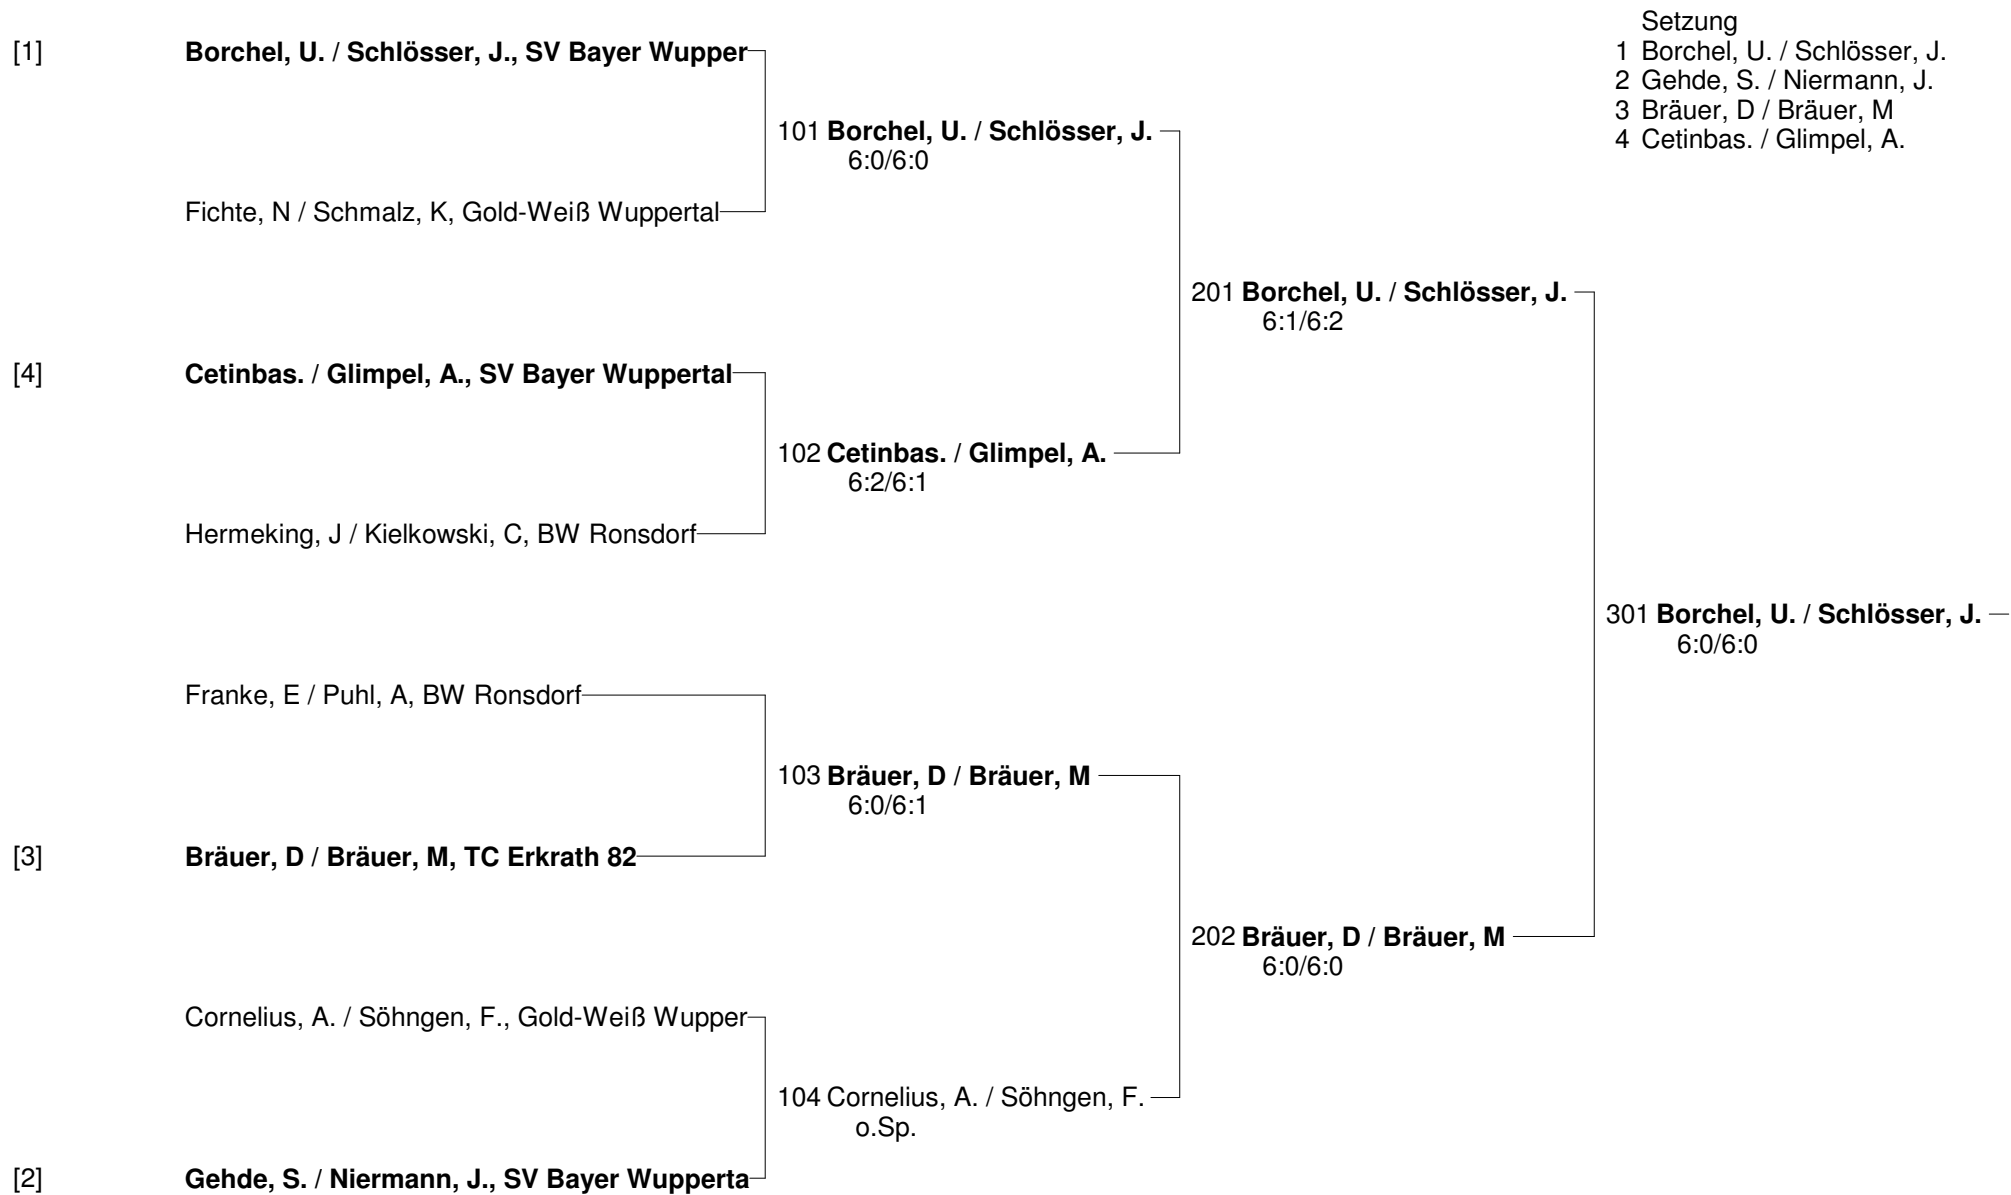 Setzung
1 Borchel, U. / Schlösser, J.
2 Gehde, S. / Niermann, J.
3 Bräuer, D / Bräuer, M
4 Cetinbas. / Glimpel, A.
[1] Borchel, U. / Schlösser, J., SV Bayer Wupper
101 Borchel, U. / Schlösser, J.
6:0/6:0
Fichte, N / Schmalz, K, Gold-Weiß Wuppertal
201 Borchel, U. / Schlösser, J.
6:1/6:2
[4] Cetinbas. / Glimpel, A., SV Bayer Wuppertal
102 Cetinbas. / Glimpel, A.
6:2/6:1
Hermeking, J / Kielkowski, C, BW Ronsdorf
301 Borchel, U. / Schlösser, J.
6:0/6:0
Franke, E / Puhl, A, BW Ronsdorf
103 Bräuer, D / Bräuer, M
6:0/6:1
[3] Bräuer, D / Bräuer, M, TC Erkrath 82
202 Bräuer, D / Bräuer, M
6:0/6:0
Cornelius, A. / Söhngen, F., Gold-Weiß Wupper
104 Cornelius, A. / Söhngen, F.
o.Sp.
[2] Gehde, S. / Niermann, J., SV Bayer Wupperta